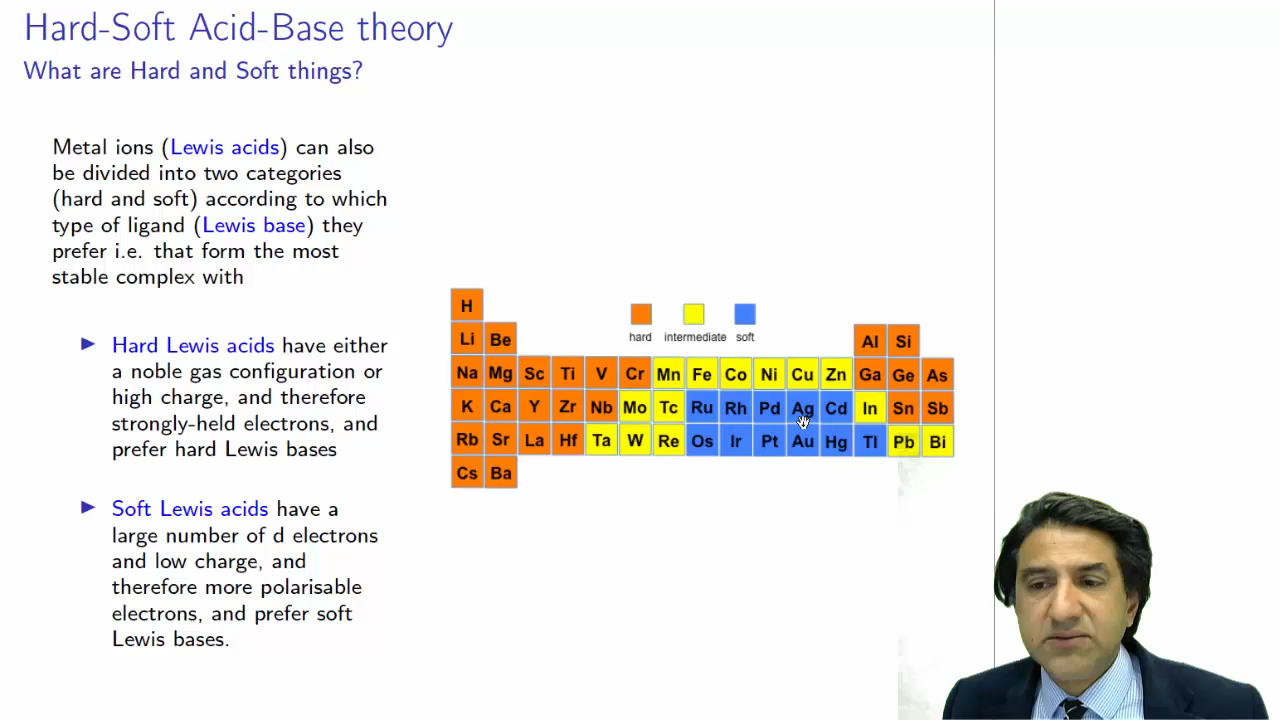 Hard-Soft Acid-Base theory
What are Hard and Soft things?
Metal ions (Lewis acids) can also
be divided into two categories
(hard and soft) according to which
type of ligand (Lewis base) they
prefer i.e. that form the most
stable complex with
▶ Hard Lewis acids have either
a noble gas configuration or
high charge, and therefore
strongly-held electrons, and
prefer hard Lewis bases
▶ Soft Lewis acids have a
large number of d electrons
and low charge, and
therefore more polarisable
electrons, and prefer soft
Lewis bases.
hard intermediate soft
H
Li Be Al Si
Na Mg Sc Ti V Cr Mn Fe Co Ni Cu Zn Ga Ge As
K Ca Y Zr Nb Mo Tc Ru Rh Pd Ag Cd In Sn Sb
Rb Sr La Hf Ta W Re Os Ir Pt Au Hg Tl Pb Bi
Cs Ba